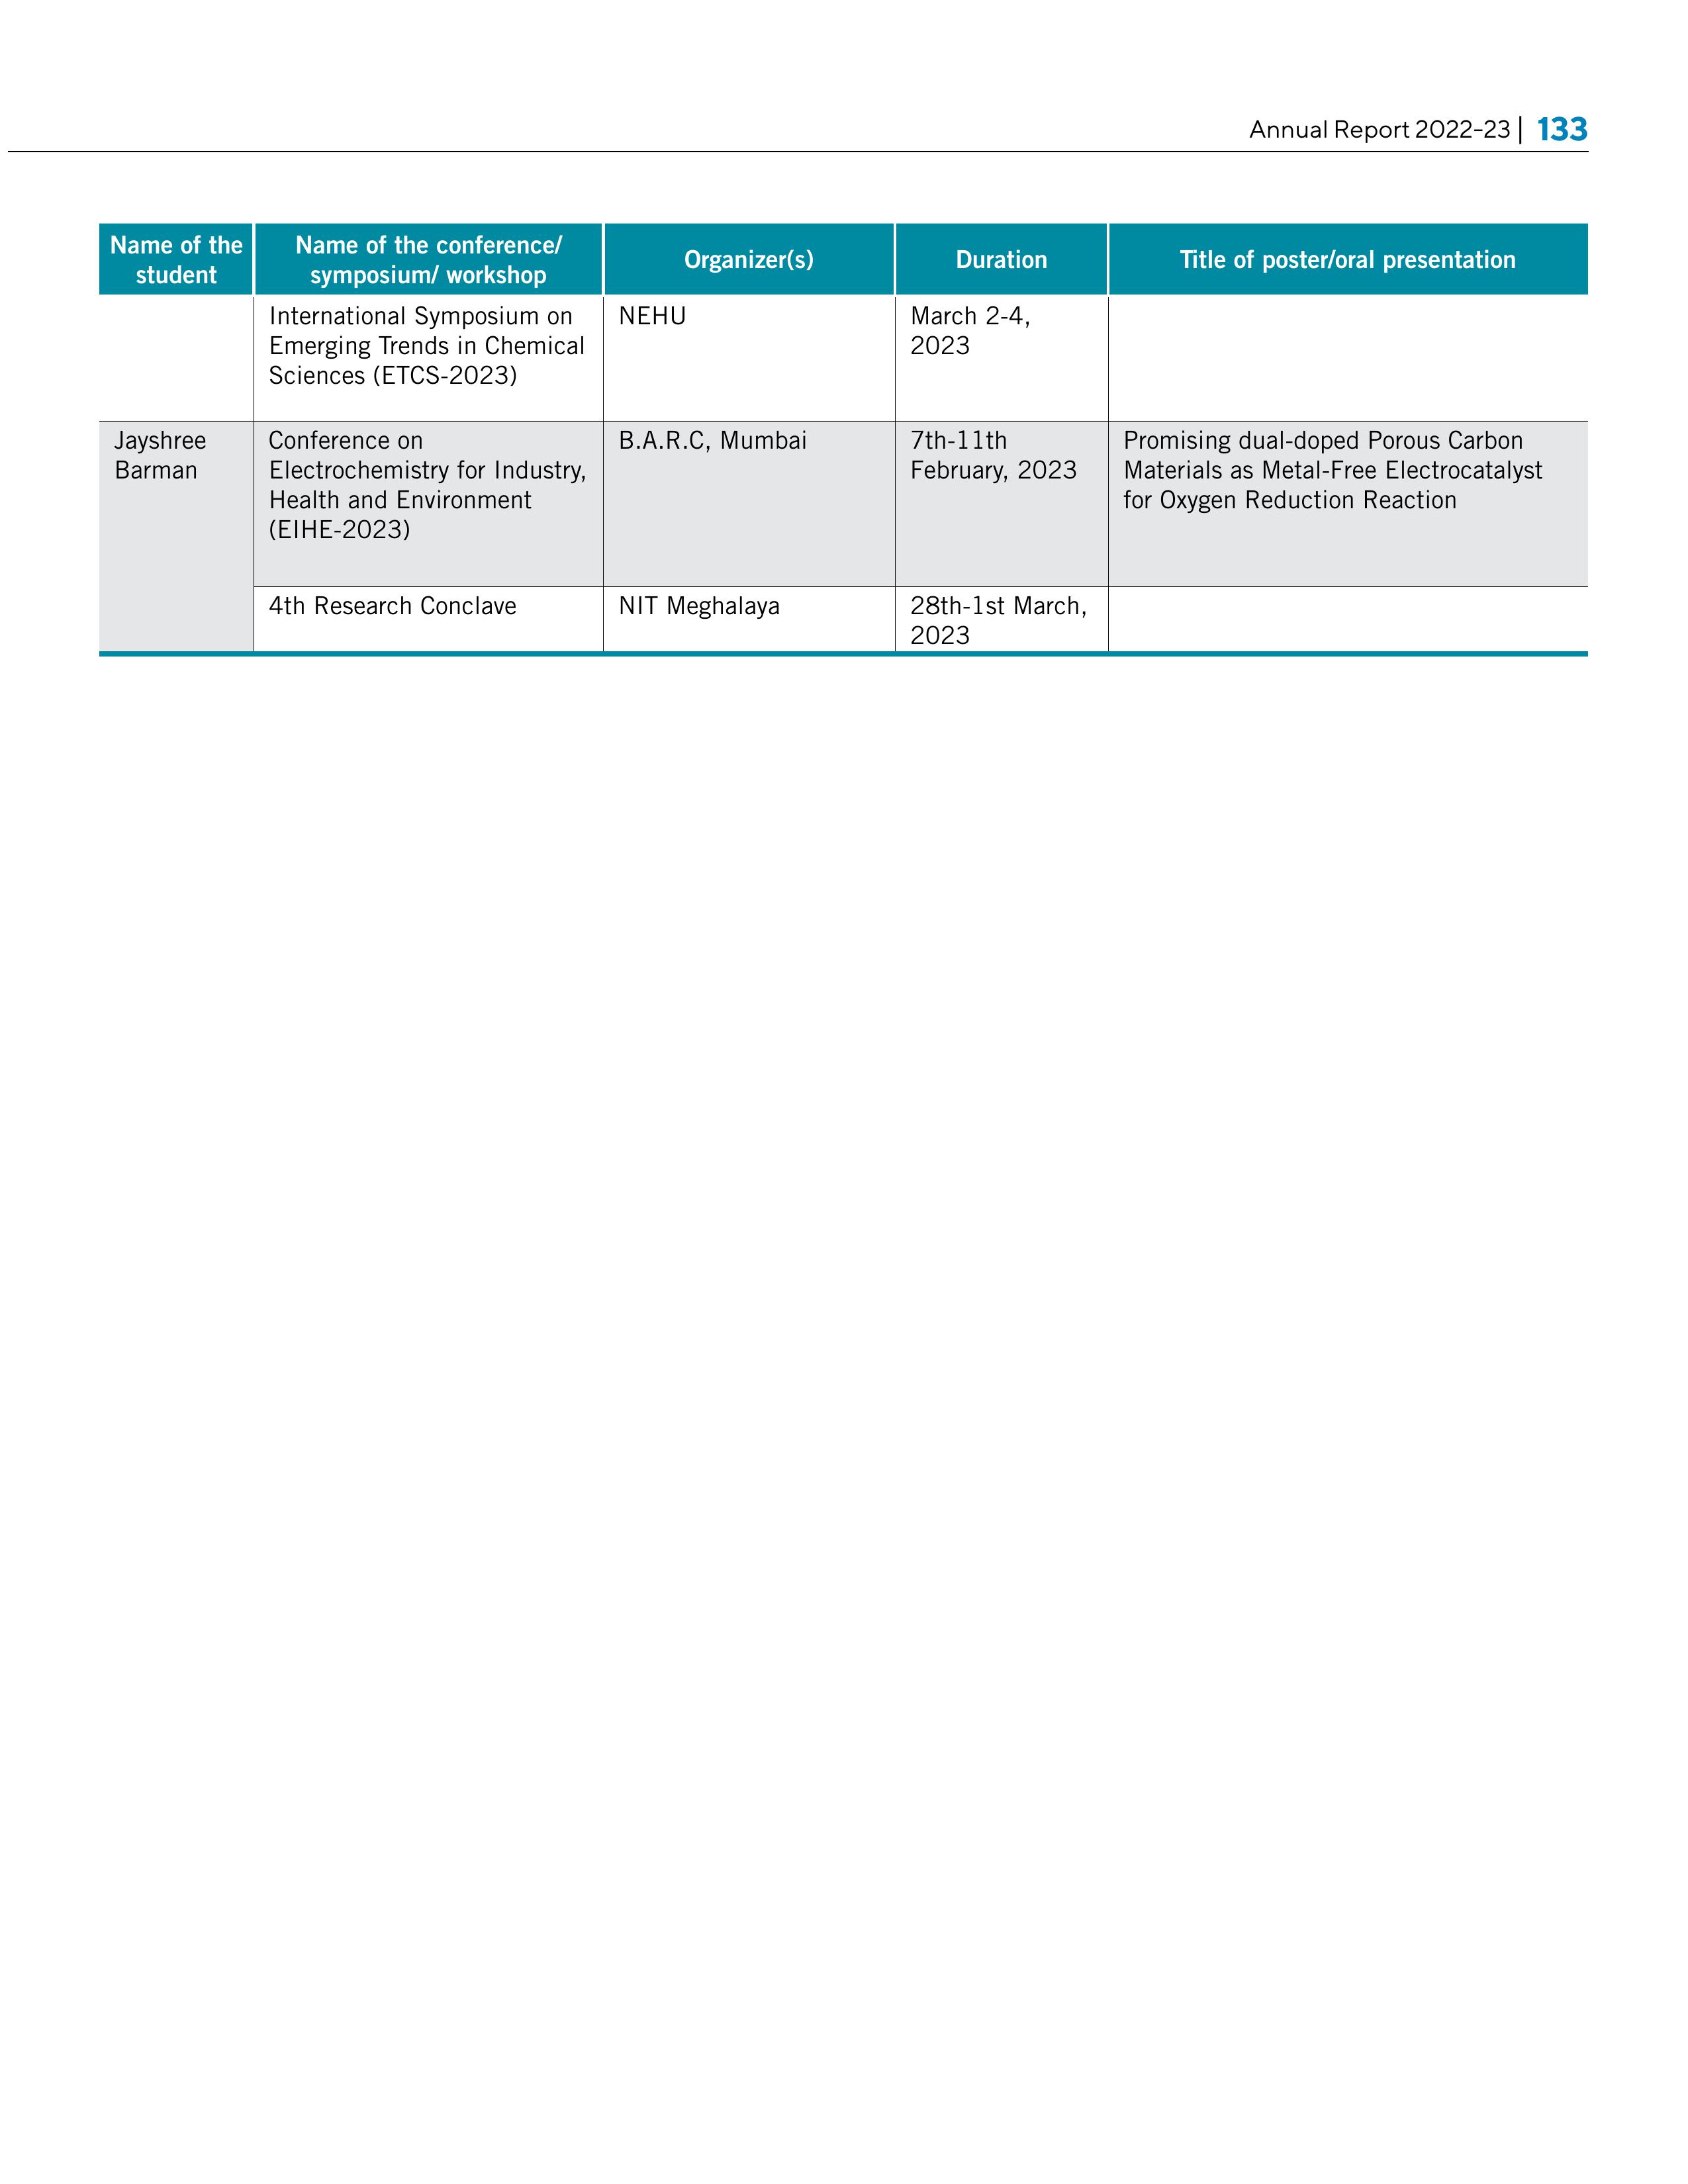 Annual Report 2022-23 | 133
Name of the
student
Name of the conference/
symposium/ workshop
Organizer(s)
Duration
Title of poster/oral presentation
International Symposium on
Emerging Trends in Chemical
Sciences (ETCS-2023)
NEHU
March 2-4,
2023
Jayshree
Barman
Conference on
Electrochemistry for Industry,
Health and Environment
(EIHE-2023)
B.A.R.C, Mumbai
7th-11th
February, 2023
Promising dual-doped Porous Carbon
Materials as Metal-Free Electrocatalyst
for Oxygen Reduction Reaction
4th Research Conclave
NIT Meghalaya
28th-1st March,
2023